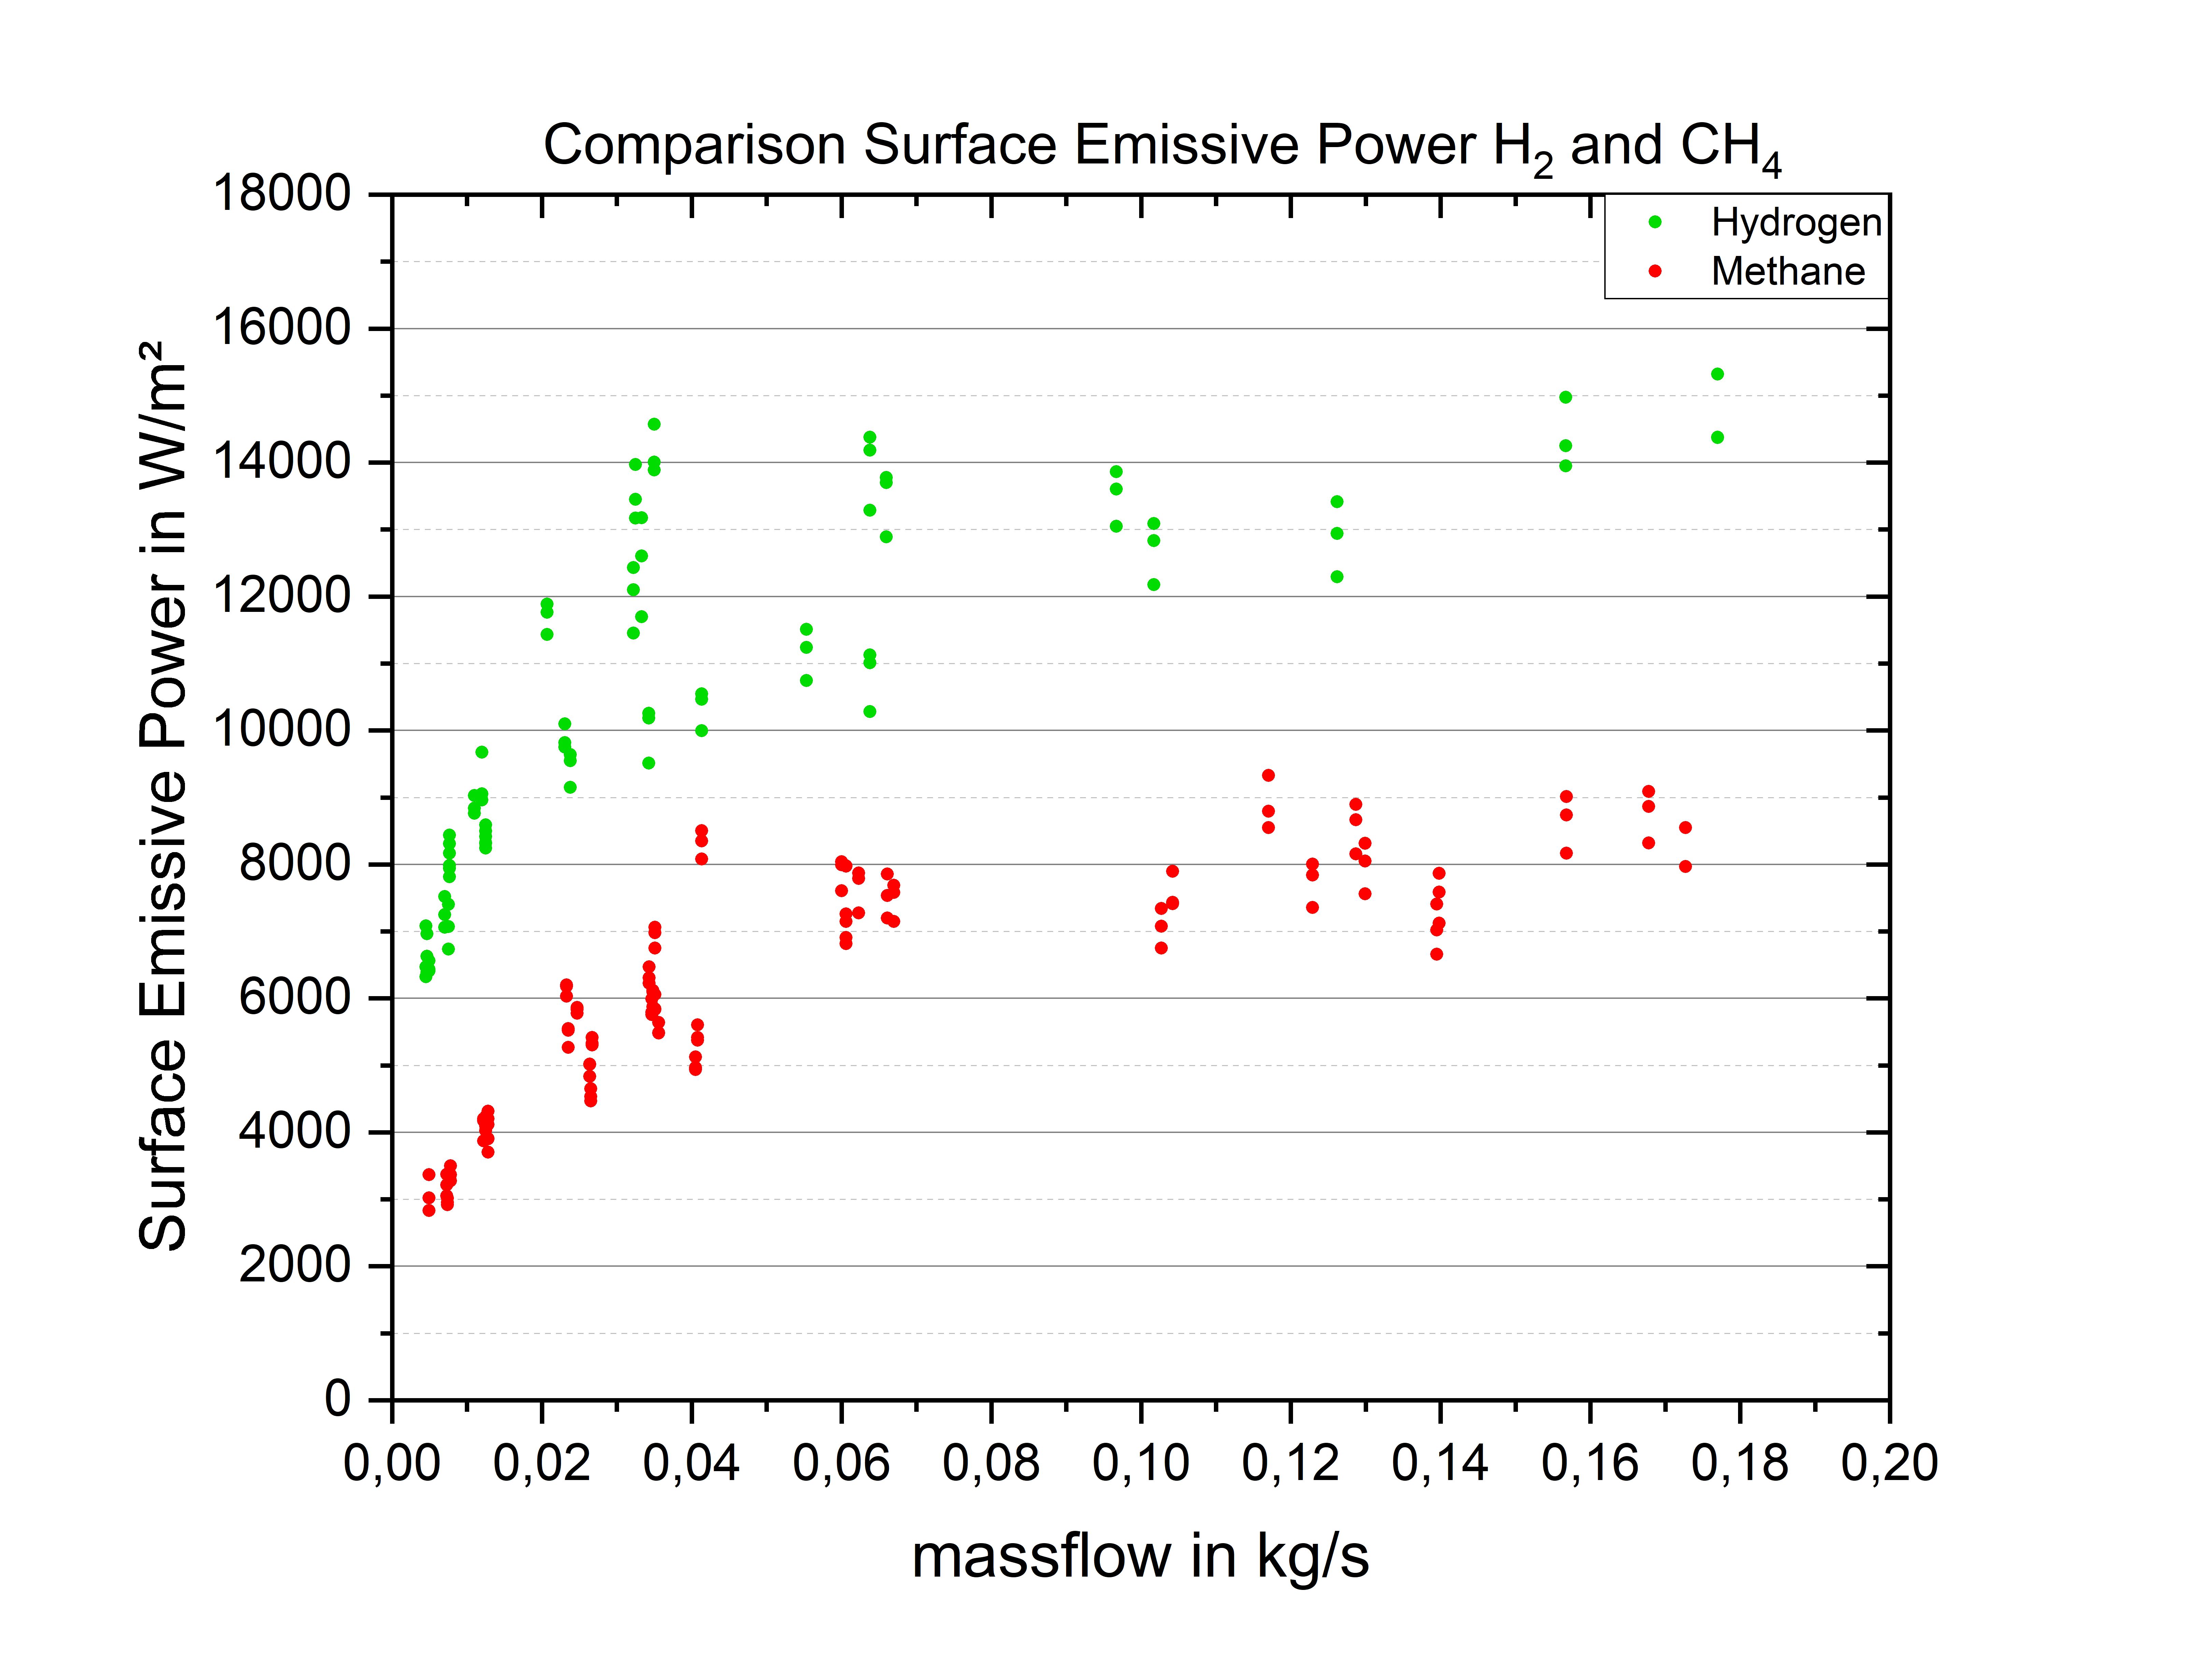 Comparison Surface Emissive Power H₂ and CH₄
Hydrogen
Methane
Surface Emissive Power in W/m²
18000
16000
14000
12000
10000
8000
6000
4000
2000
0
0,00 0,02 0,04 0,06 0,08 0,10 0,12 0,14 0,16 0,18 0,20
massflow in kg/s